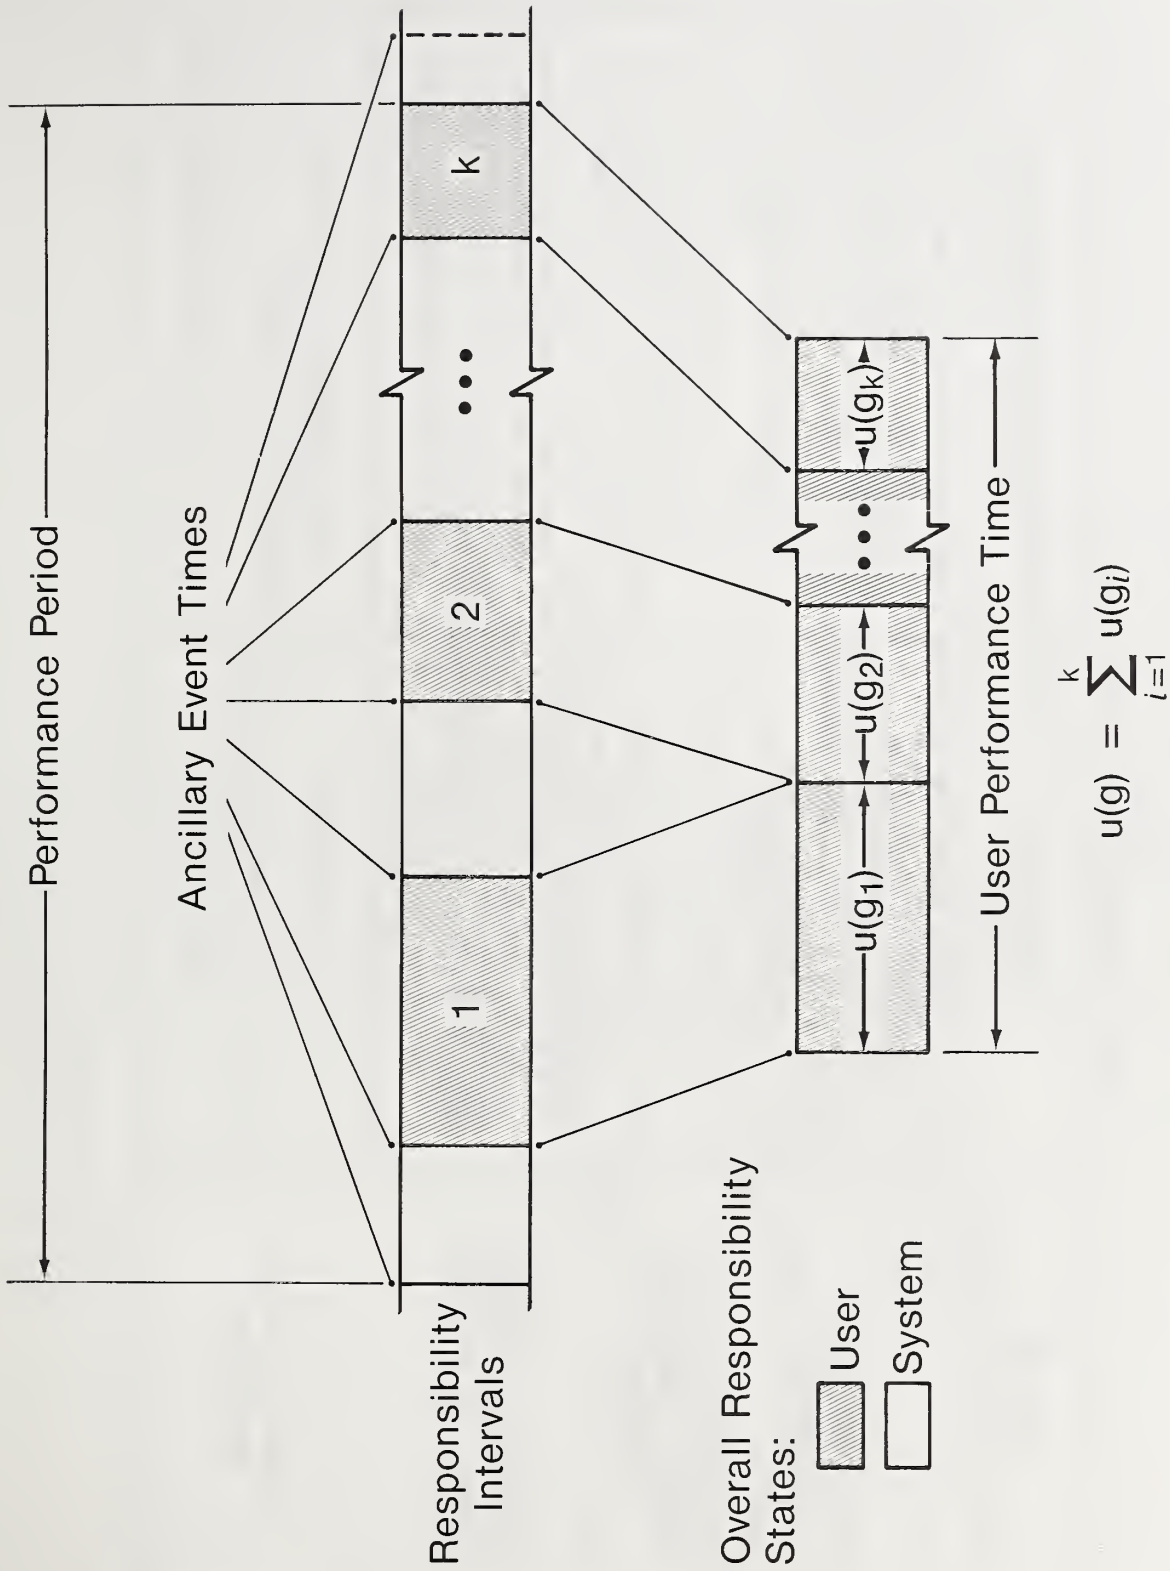 Performance Period
Ancillary Event Times
Responsibility
Intervals
1
2
•••
k
Overall Responsibility
States:
User
System
u(g1)
u(g2)
•••
u(gk)
User Performance Time
u(g) = k∑i=1 u(gi)